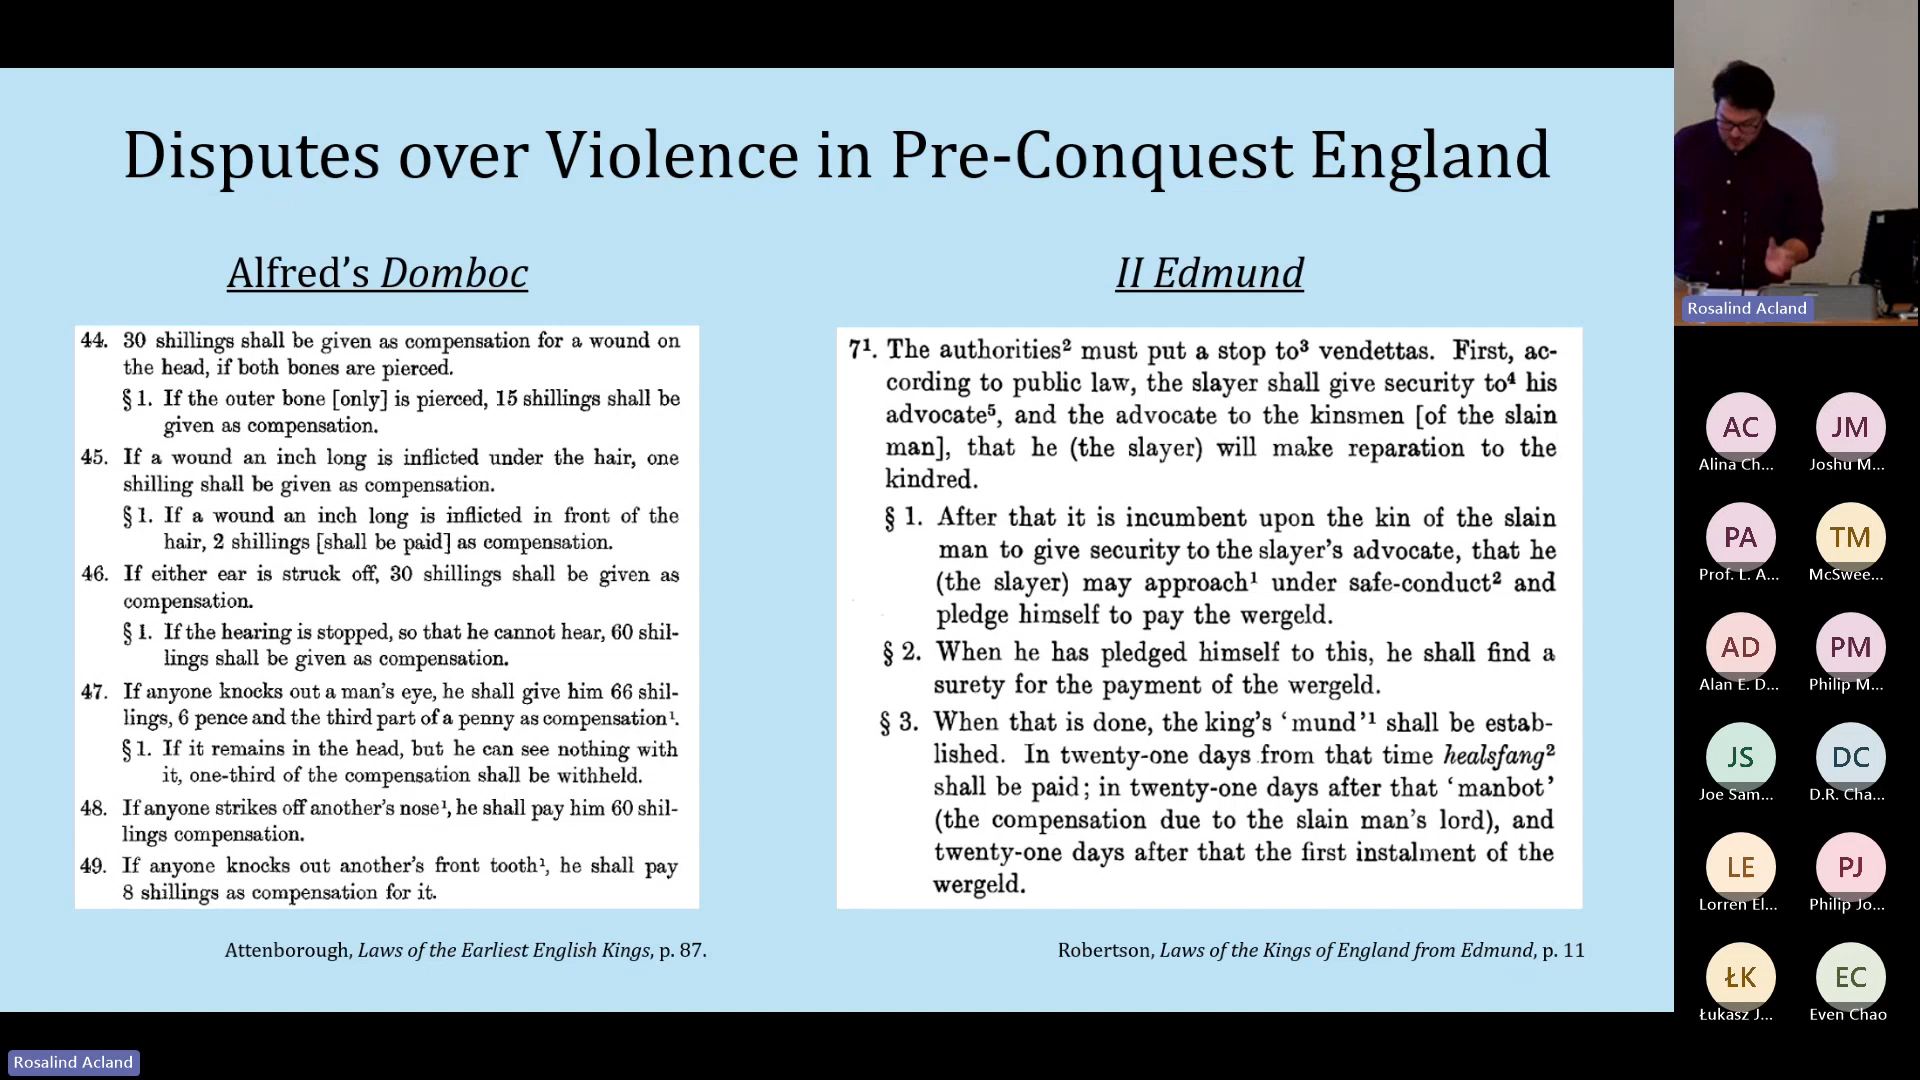 Disputes over Violence in Pre-Conquest England
Alfred's Domboc
44. 30 shillings shall be given as compensation for a wound on
the head, if both bones are pierced.
§ 1. If the outer bone [only] is pierced, 15 shillings shall be
given as compensation.
45. If a wound an inch long is inflicted under the hair, one
shilling shall be given as compensation.
§ 1. If a wound an inch long is inflicted in front of the
hair, 2 shillings [shall be paid] as compensation.
46. If either ear is struck off, 30 shillings shall be given as
compensation.
§ 1. If the hearing is stopped, so that he cannot hear, 60 shil-
lings shall be given as compensation.
47. If anyone knocks out a man's eye, he shall give him 66 shil-
lings, 6 pence and the third part of a penny as compensation¹.
§ 1. If it remains in the head, but he can see nothing with
it, one-third of the compensation shall be withheld.
48. If anyone strikes off another's nose¹, he shall pay him 60 shil-
lings compensation.
49. If anyone knocks out another's front tooth¹, he shall pay
8 shillings as compensation for it.
Attenborough, Laws of the Earliest English Kings, p. 87.
II Edmund
7¹. The authorities² must put a stop to³ vendettas. First, ac-
cording to public law, the slayer shall give security to⁴ his
advocate⁵, and the advocate to the kinsmen [of the slain
man], that he (the slayer) will make reparation to the
kindred.
§ 1. After that it is incumbent upon the kin of the slain
man to give security to the slayer's advocate, that he
(the slayer) may approach¹ under safe-conduct² and
pledge himself to pay the wergeld.
§ 2. When he has pledged himself to this, he shall find a
surety for the payment of the wergeld.
§ 3. When that is done, the king's 'mund'¹ shall be estab-
lished. In twenty-one days from that time healsfang²
shall be paid; in twenty-one days after that 'manbot'
(the compensation due to the slain man's lord), and
twenty-one days after that the first instalment of the
wergeld.
Robertson, Laws of the Kings of England from Edmund, p. 11
Rosalind Acland
AC
Alina Ch...
JM
Joshu M...
PA
Prof. L. A...
TM
McSwee...
AD
Alan E. D...
PM
Philip M...
JS
Joe Sam...
DC
D.R. Cha...
LE
Lorren El...
PJ
Philip Jo...
ŁK
Łukasz J...
EC
Even Chao
Rosalind Acland